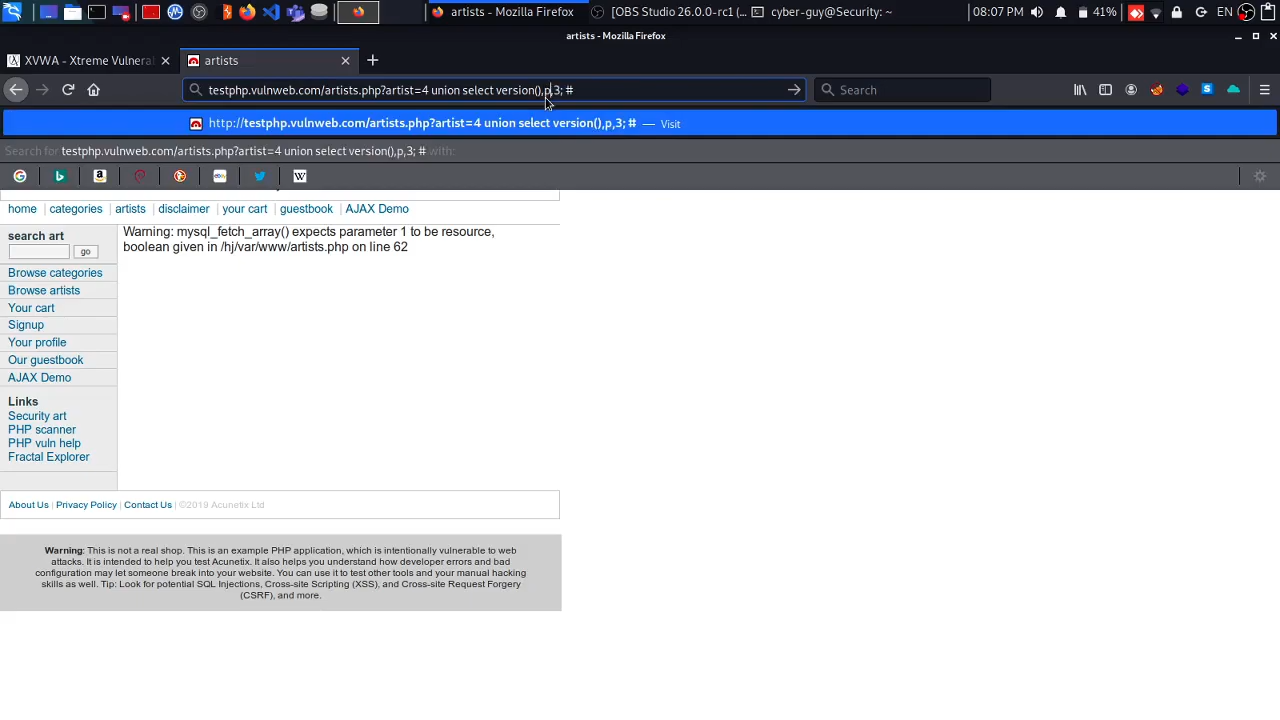 artists - Mozilla Firefox
[OBS Studio 26.0.0-rc1 (...
cyber-guy@Security: ~
08:07 PM
41%
EN
artists - Mozilla Firefox
XVWA - Xtreme Vulnera
artists
testphp.vulnweb.com/artists.php?artist=4 union select version(),p,3; #
Search
http://testphp.vulnweb.com/artists.php?artist=4 union select version(),p,3; # — Visit
Search for testphp.vulnweb.com/artists.php?artist=4 union select version(),p,3; # with:
home | categories | artists | disclaimer | your cart | guestbook | AJAX Demo
search art
go
Browse categories
Browse artists
Your cart
Signup
Your profile
Our guestbook
AJAX Demo
Links
Security art
PHP scanner
PHP vuln help
Fractal Explorer
Warning: mysql_fetch_array() expects parameter 1 to be resource,
boolean given in /hj/var/www/artists.php on line 62
About Us | Privacy Policy | Contact Us | ©2019 Acunetix Ltd
Warning: This is not a real shop. This is an example PHP application, which is intentionally vulnerable to web
attacks. It is intended to help you test Acunetix. It also helps you understand how developer errors and bad
configuration may let someone break into your website. You can use it to test other tools and your manual hacking
skills as well. Tip: Look for potential SQL Injections, Cross-site Scripting (XSS), and Cross-site Request Forgery
(CSRF), and more.